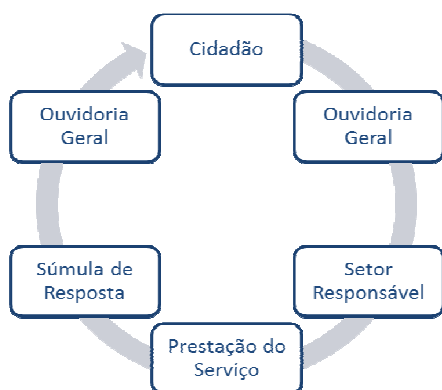 Cidadão
Ouvidoria
Geral
Ouvidoria
Geral
Súmula de
Resposta
Setor
Responsável
Prestação do
Serviço